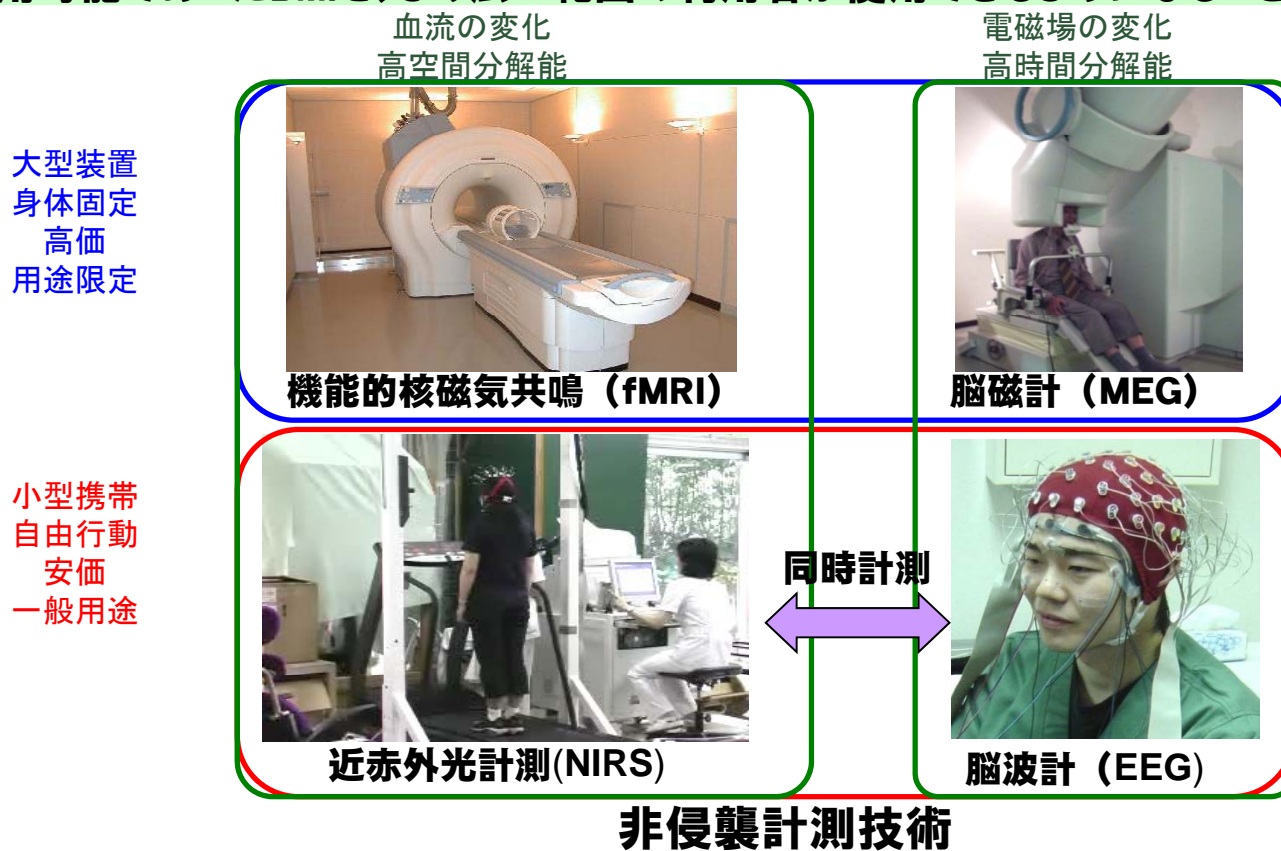 血流の変化
高空間分解能
電磁場の変化
高時間分解能
大型装置
身体固定
高価
用途限定
機能的核磁気共鳴（fMRI）
脳磁計（MEG）
小型携帯
自由行動
安価
一般用途
同時計測
近赤外光計測(NIRS)
脳波計（EEG)
非侵襲計測技術